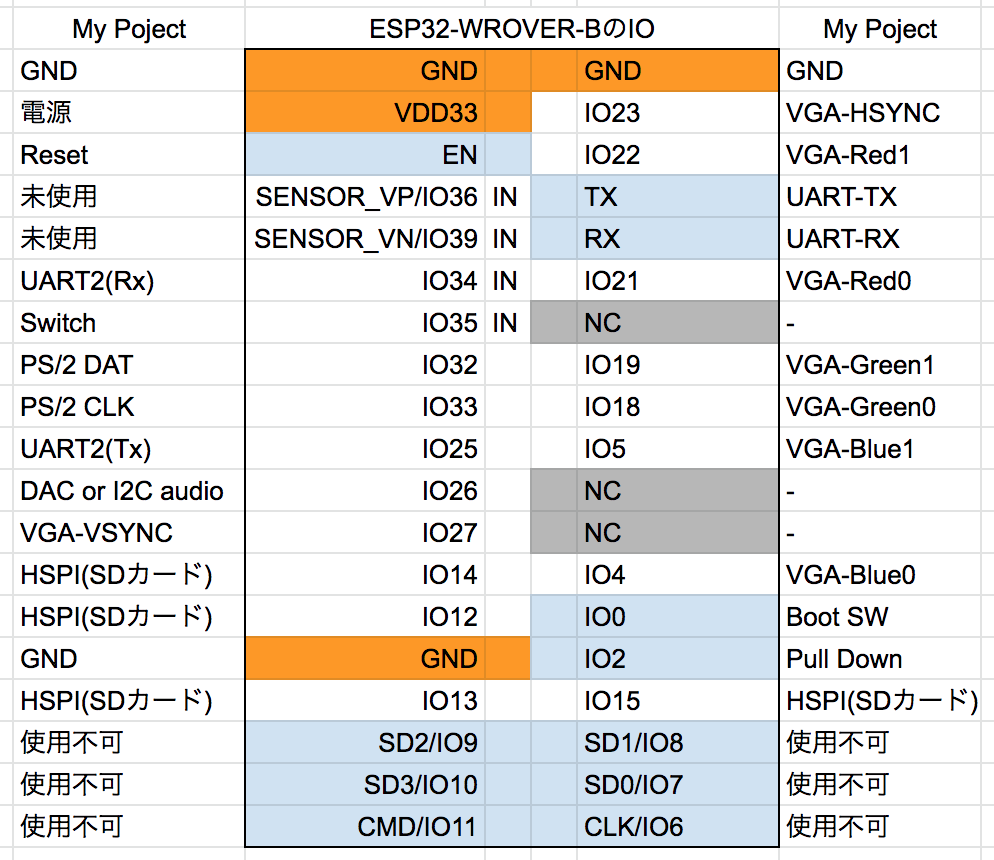 My Poject ESP32-WROVER-BのIO My Poject
GND GND GND GND
電源 VDD33 IO23 VGA-HSYNC
Reset EN IO22 VGA-Red1
未使用 SENSOR_VP/IO36 IN TX UART-TX
未使用 SENSOR_VN/IO39 IN RX UART-RX
UART2(Rx) IO34 IN IO21 VGA-Red0
Switch IO35 IN NC -
PS/2 DAT IO32 IO19 VGA-Green1
PS/2 CLK IO33 IO18 VGA-Green0
UART2(Tx) IO25 IO5 VGA-Blue1
DAC or I2C audio IO26 NC -
VGA-VSYNC IO27 NC -
HSPI(SDカード) IO14 IO4 VGA-Blue0
HSPI(SDカード) IO12 IO0 Boot SW
GND GND IO2 Pull Down
HSPI(SDカード) IO13 IO15 HSPI(SDカード)
使用不可 SD2/IO9 SD1/IO8 使用不可
使用不可 SD3/IO10 SD0/IO7 使用不可
使用不可 CMD/IO11 CLK/IO6 使用不可